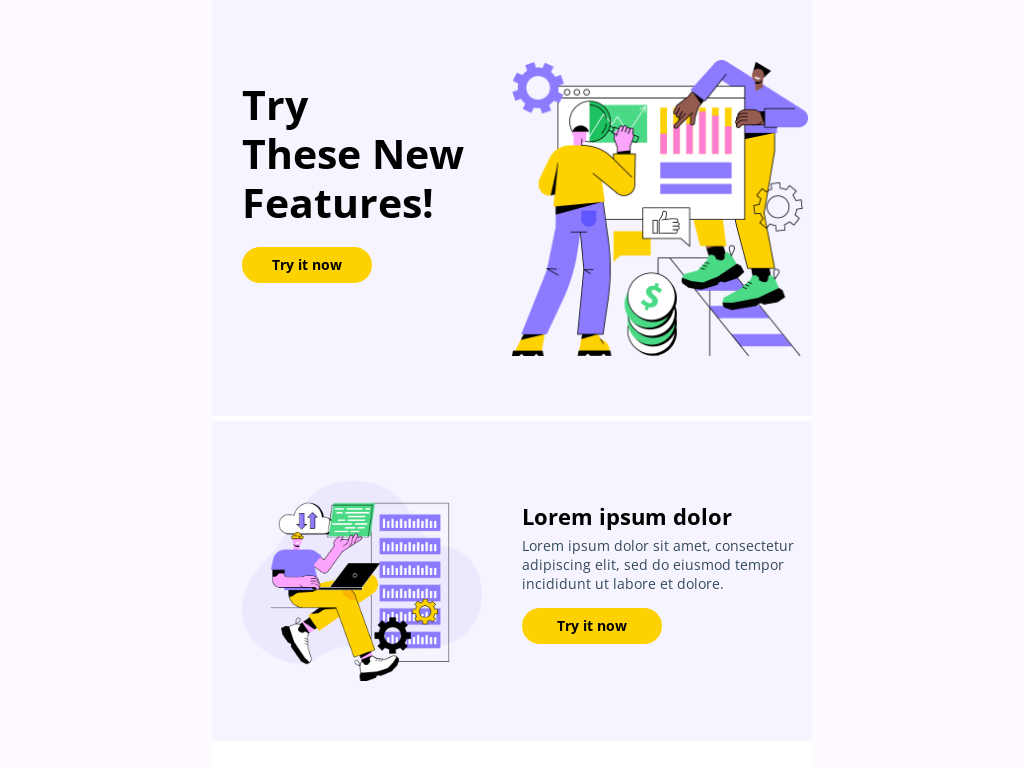 Try
These New
Features!
Try it now
$
Lorem ipsum dolor
Lorem ipsum dolor sit amet, consectetur
adipiscing elit, sed do eiusmod tempor
incididunt ut labore et dolore.
Try it now